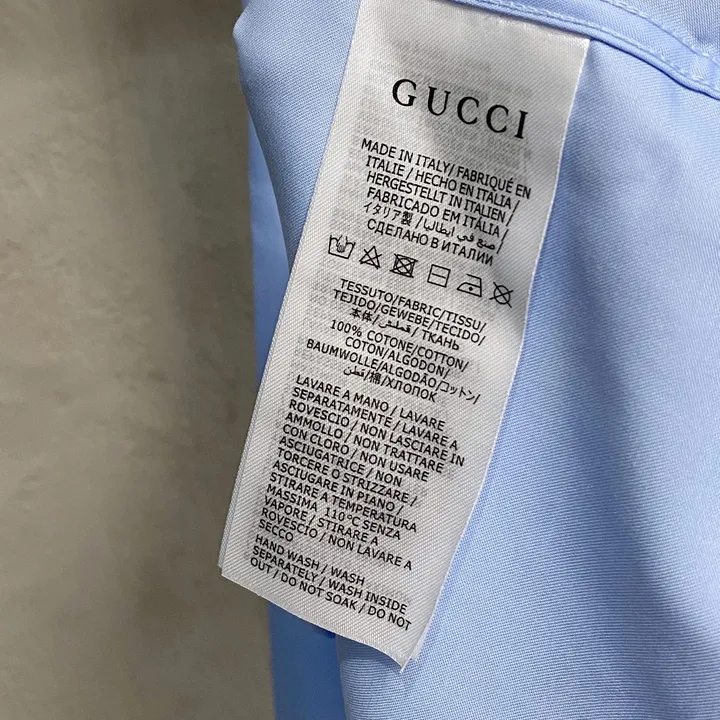 GUCCI
MADE IN ITALY/ FABRIQUÉ EN
ITALIE / HECHO EN ITALIA /
HERGESTELLT IN ITALIEN /
FABRICADO EM ITÁLIA /
イタリア製 /صنع في ايطاليا /
СДЕЛАНО В ИТАЛИИ
TESSUTO/FABRIC/TISSU/
TEJIDO/GEWEBE/TECIDO/
本体/قطعش/ ТКАНЬ
100% COTONE/COTTON/
COTON/ALGODON/
BAUMWOLLE/ALGODÃO/コットン/
قطن/棉/ХЛОПОК
LAVARE A MANO / LAVARE
SEPARATAMENTE / LAVARE A
ROVESCIO / NON LASCIARE IN
AMMOLLO / NON TRATTARE
CON CLORO / NON USARE
ASCIUGATRICE / NON
TORCERE O STRIZZARE /
ASCIUGARE IN PIANO /
STIRARE A TEMPERATURA
MASSIMA 110°C SENZA
VAPORE / STIRARE A
ROVESCIO / NON LAVARE A
SECCO
HAND WASH / WASH
SEPARATELY / WASH INSIDE
OUT / DO NOT SOAK / DO NOT